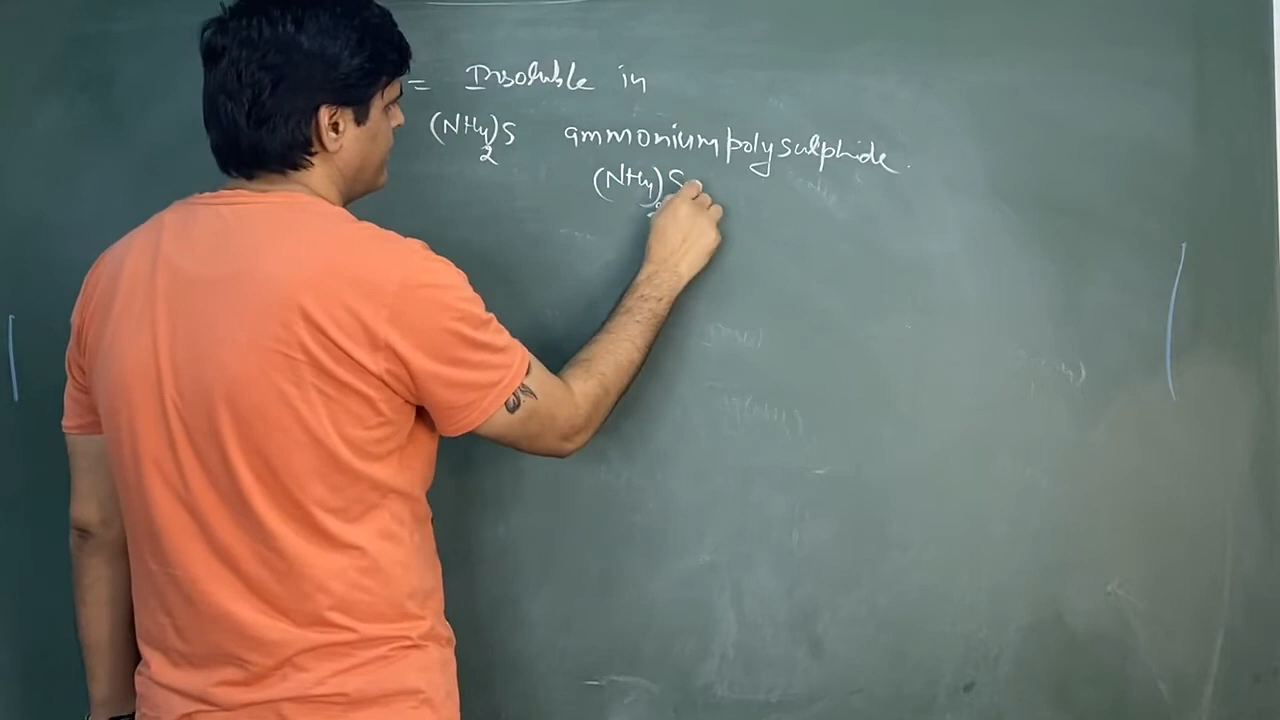 = Insoluble in
(NH4)2S ammonium polysulphide.
(NH4)2S